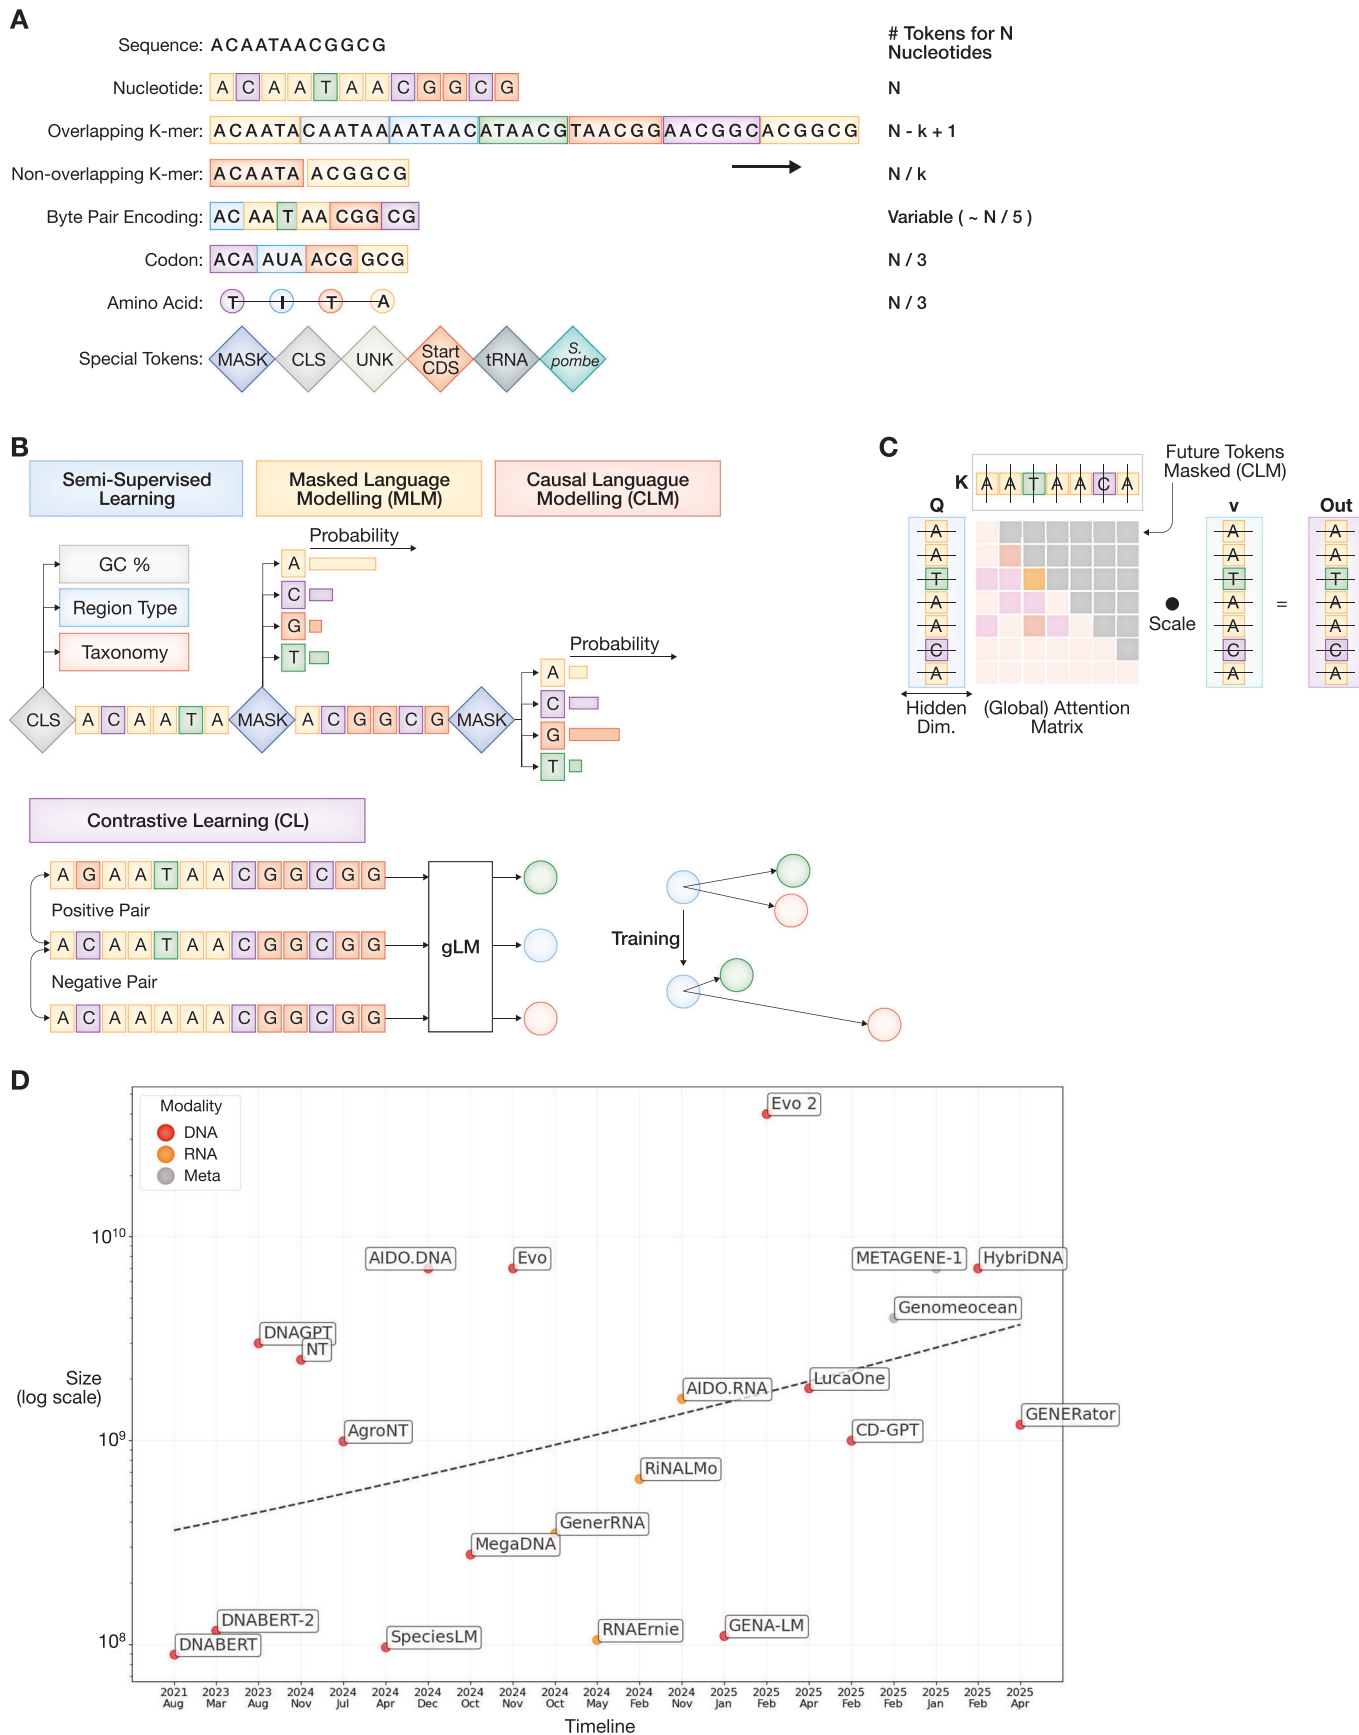 A
Sequence: ACAATAACGGCG
# Tokens for N
Nucleotides
Nucleotide: A C A A T A A C G G C G
N
Overlapping K-mer: ACAATA CAATAA AATAAC ATAACG TAACGG AACGGC ACGGCG
N - k + 1
Non-overlapping K-mer: ACAATA ACGGCG
N / k
Byte Pair Encoding: AC AA T AA CGG CG
Variable ( ~ N / 5 )
Codon: ACA AUA ACG GCG
N / 3
Amino Acid: T I T A
N / 3
Special Tokens: MASK CLS UNK Start CDS tRNA S. pombe
B
Semi-Supervised
Learning
Masked Language
Modelling (MLM)
Causal Languague
Modelling (CLM)
GC %
Region Type
Taxonomy
Probability
A
C
G
T
Probability
A
C
G
T
CLS A C A A T A MASK A C G G C G MASK
Contrastive Learning (CL)
A G A A T A A C G G C G G
Positive Pair
A C A A T A A C G G C G G
Negative Pair
A C A A A A A C G G C G G
gLM
Training
C
Future Tokens
Masked (CLM)
K A A T A A C A
Q
A
A
T
A
A
C
A
Hidden
Dim.
(Global) Attention
Matrix
Scale
v
A
A
T
A
A
C
A
=
Out
A
A
T
A
A
C
A
D
Modality
DNA
RNA
Meta
Evo 2
10^10
AIDO.DNA
Evo
METAGENE-1
HybriDNA
Genomeocean
DNAGPT
NT
Size
(log scale)
AIDO.RNA
LucaOne
GENERator
AgroNT
CD-GPT
10^9
RiNALMo
GenerRNA
MegaDNA
DNABERT-2
DNABERT
SpeciesLM
RNAErnie
GENA-LM
10^8
2021 2023 2023 2024 2024 2024 2024 2024 2024 2024 2024 2024 2024 2025 2025 2025 2025 2025 2025 2025 2025
Aug Mar Aug Nov Jul Apr Dec Oct Nov Oct May Feb Nov Jan Feb Apr Feb Feb Jan Feb Apr
Timeline